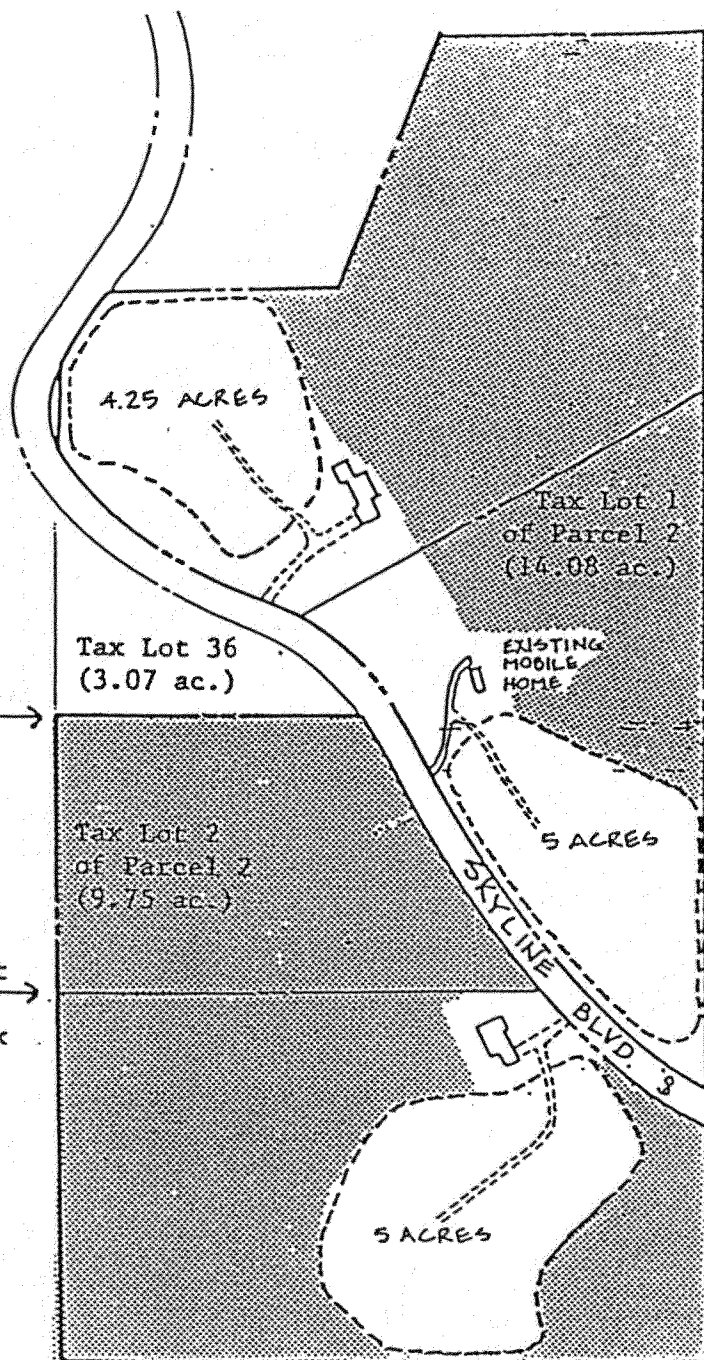 4.25 ACRES
Tax Lot 1
of Parcel 2
(14.08 ac.)
Tax Lot 36
(3.07 ac.)
EXISTING
MOBILE
HOME
Tax Lot 2
of Parcel 2
(9.75 ac.)
5 ACRES
SKYLINE BLVD.
5 ACRES